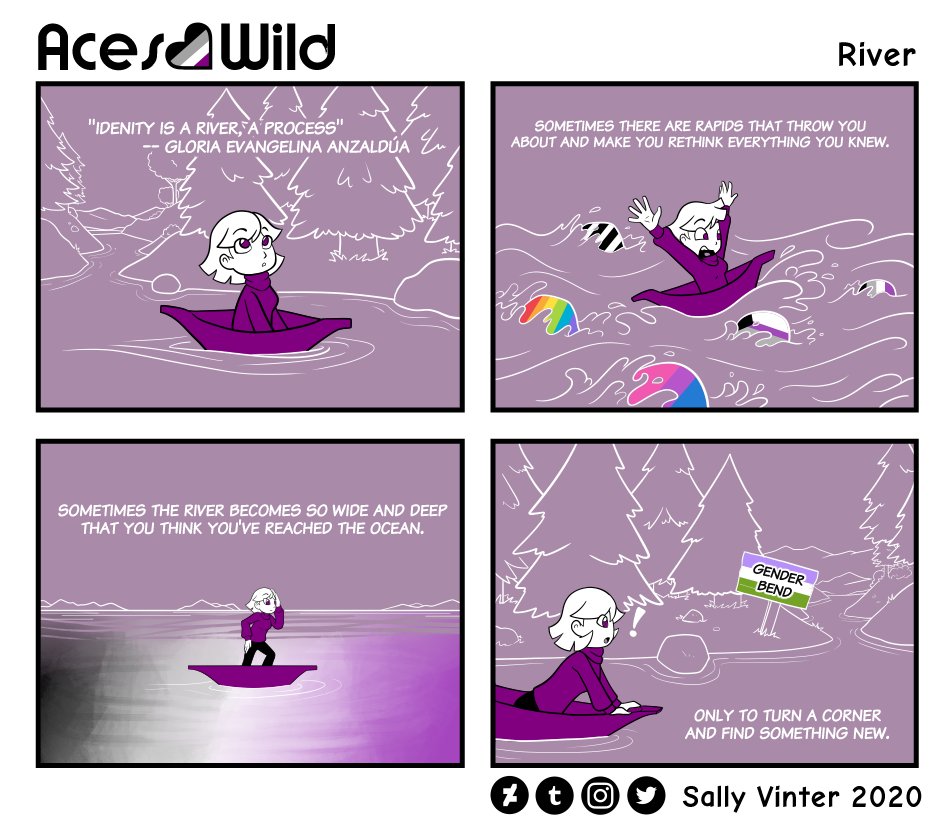 Aces Wild
River
"IDENITY IS A RIVER, A PROCESS"
-- GLORIA EVANGELINA ANZALDÚA
SOMETIMES THERE ARE RAPIDS THAT THROW YOU
ABOUT AND MAKE YOU RETHINK EVERYTHING YOU KNEW.
SOMETIMES THE RIVER BECOMES SO WIDE AND DEEP
THAT YOU THINK YOU'VE REACHED THE OCEAN.
GENDER
BEND
!
ONLY TO TURN A CORNER
AND FIND SOMETHING NEW.
Sally Vinter 2020